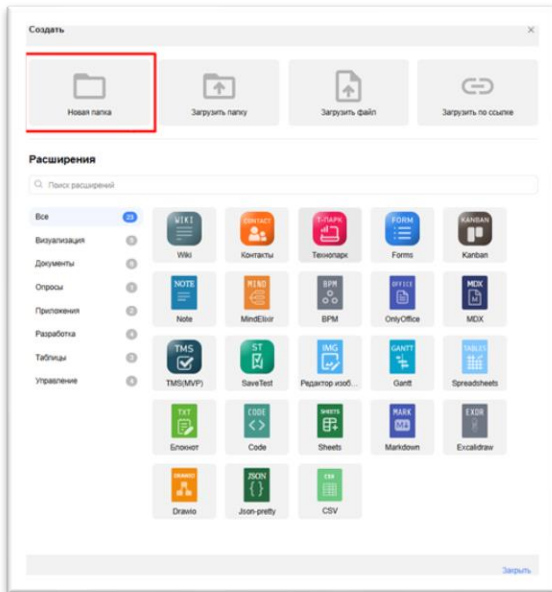 Создать
Новая папка
Загрузить папку
Загрузить файл
Загрузить по ссылке
Расширения
Поиск расширений
Все
Визуализация
Документы
Опросы
Приложения
Разработка
Таблицы
Управление
WIKI CONTACT Т-ПАРК FORM KANBAN
Wiki Контакты Технопарк Forms Kanban
NOTE MIND BPM OFFICE MDX
Note MindElixir BPM OnlyOffice MDX
TMS ST IMG GANTT TABLES
TMS(MVP) SaveTest Редактор изоб... Gantt Spreadsheets
TXT CODE SHEETS MARK EXDR
Блокнот Code Sheets Markdown Excalidraw
DRAWIO JSON CSV
Drawio Json-pretty CSV
Закрыть